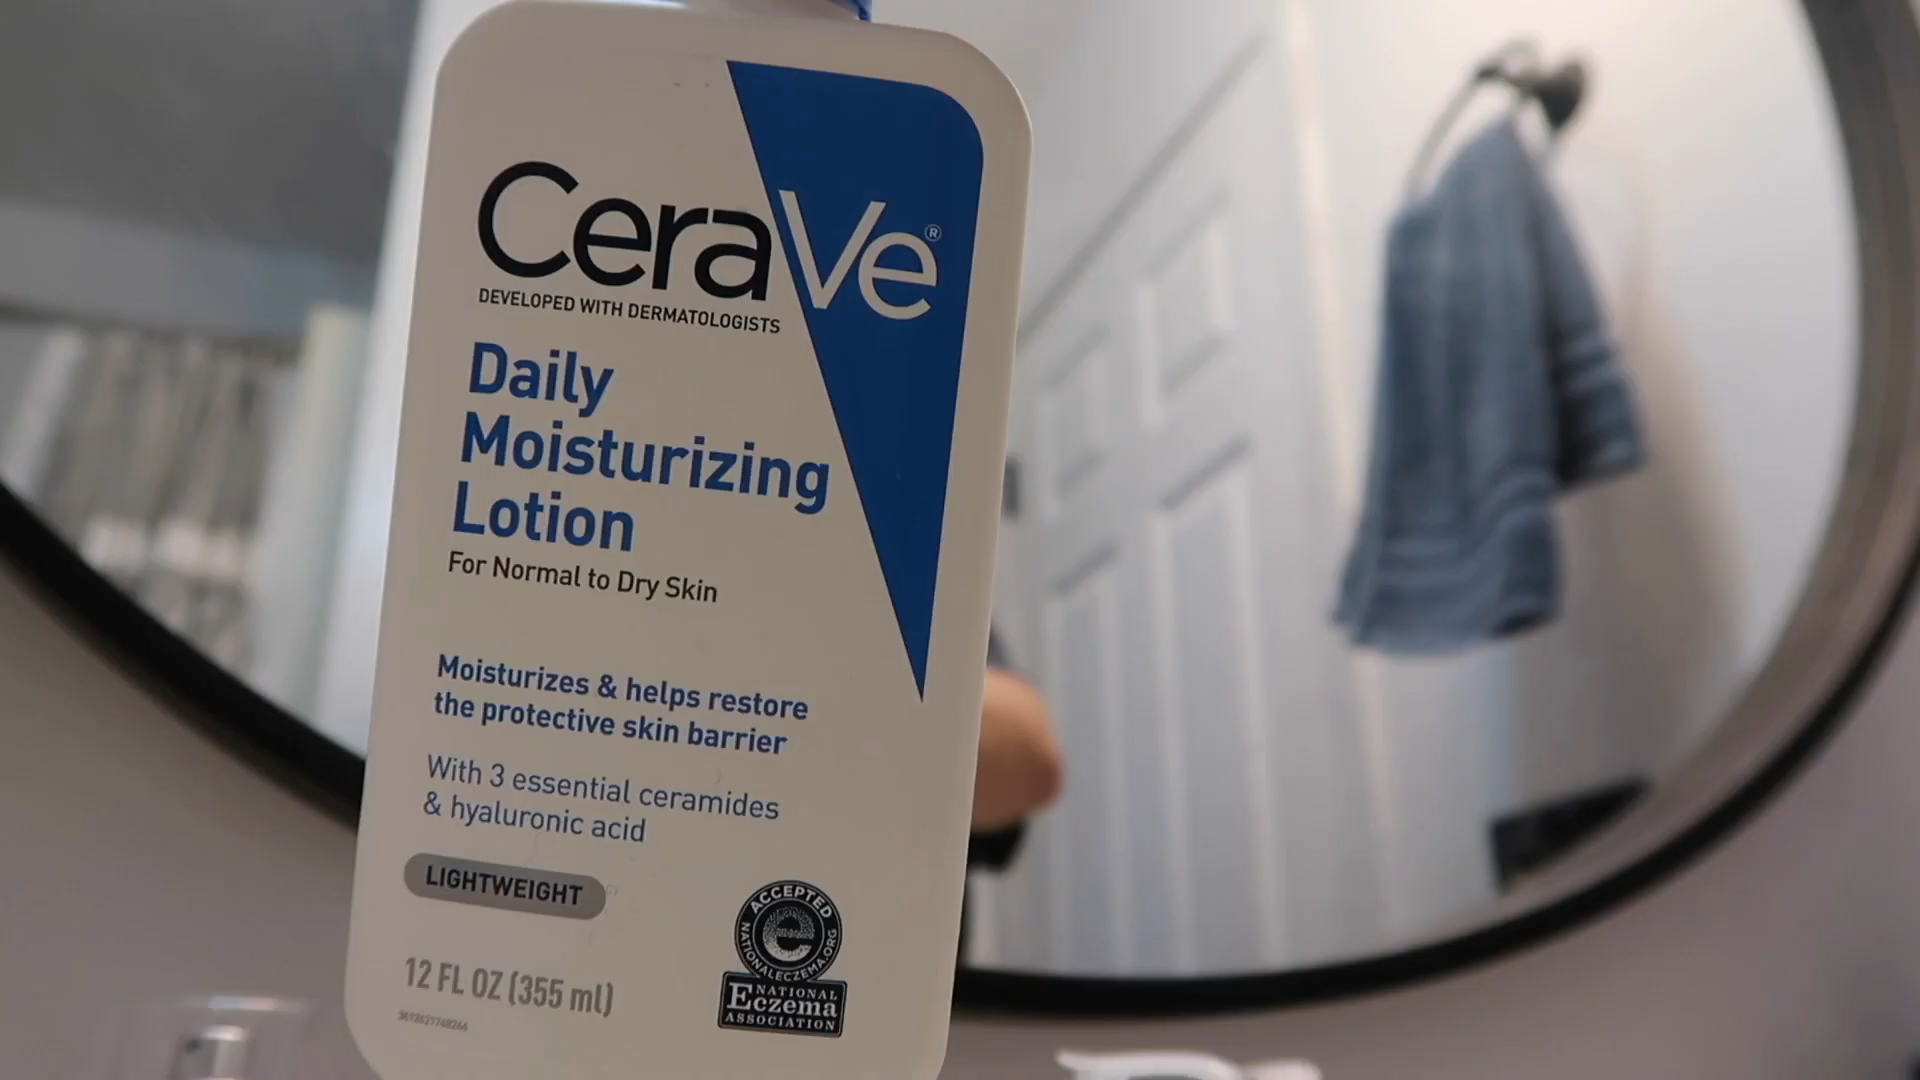 CeraVe®
DEVELOPED WITH DERMATOLOGISTS
Daily
Moisturizing
Lotion
For Normal to Dry Skin
Moisturizes & helps restore
the protective skin barrier
With 3 essential ceramides
& hyaluronic acid
LIGHTWEIGHT
12 FL OZ (355 ml)
ACCEPTED
NATIONALECZEMA.ORG
NATIONAL
Eczema
ASSOCIATION